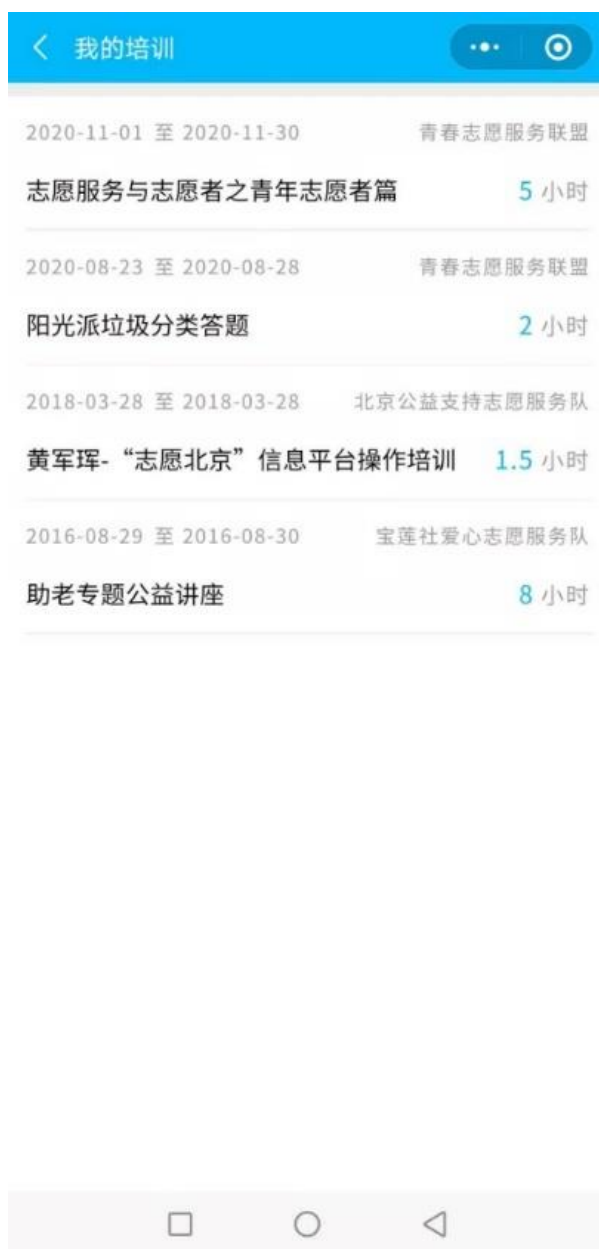 我的培训
2020-11-01 至 2020-11-30 青春志愿服务联盟
志愿服务与志愿者之青年志愿者篇 5 小时
2020-08-23 至 2020-08-28 青春志愿服务联盟
阳光派垃圾分类答题 2 小时
2018-03-28 至 2018-03-28 北京公益支持志愿服务队
黄军珲-“志愿北京”信息平台操作培训 1.5 小时
2016-08-29 至 2016-08-30 宝莲社爱心志愿服务队
助老专题公益讲座 8 小时